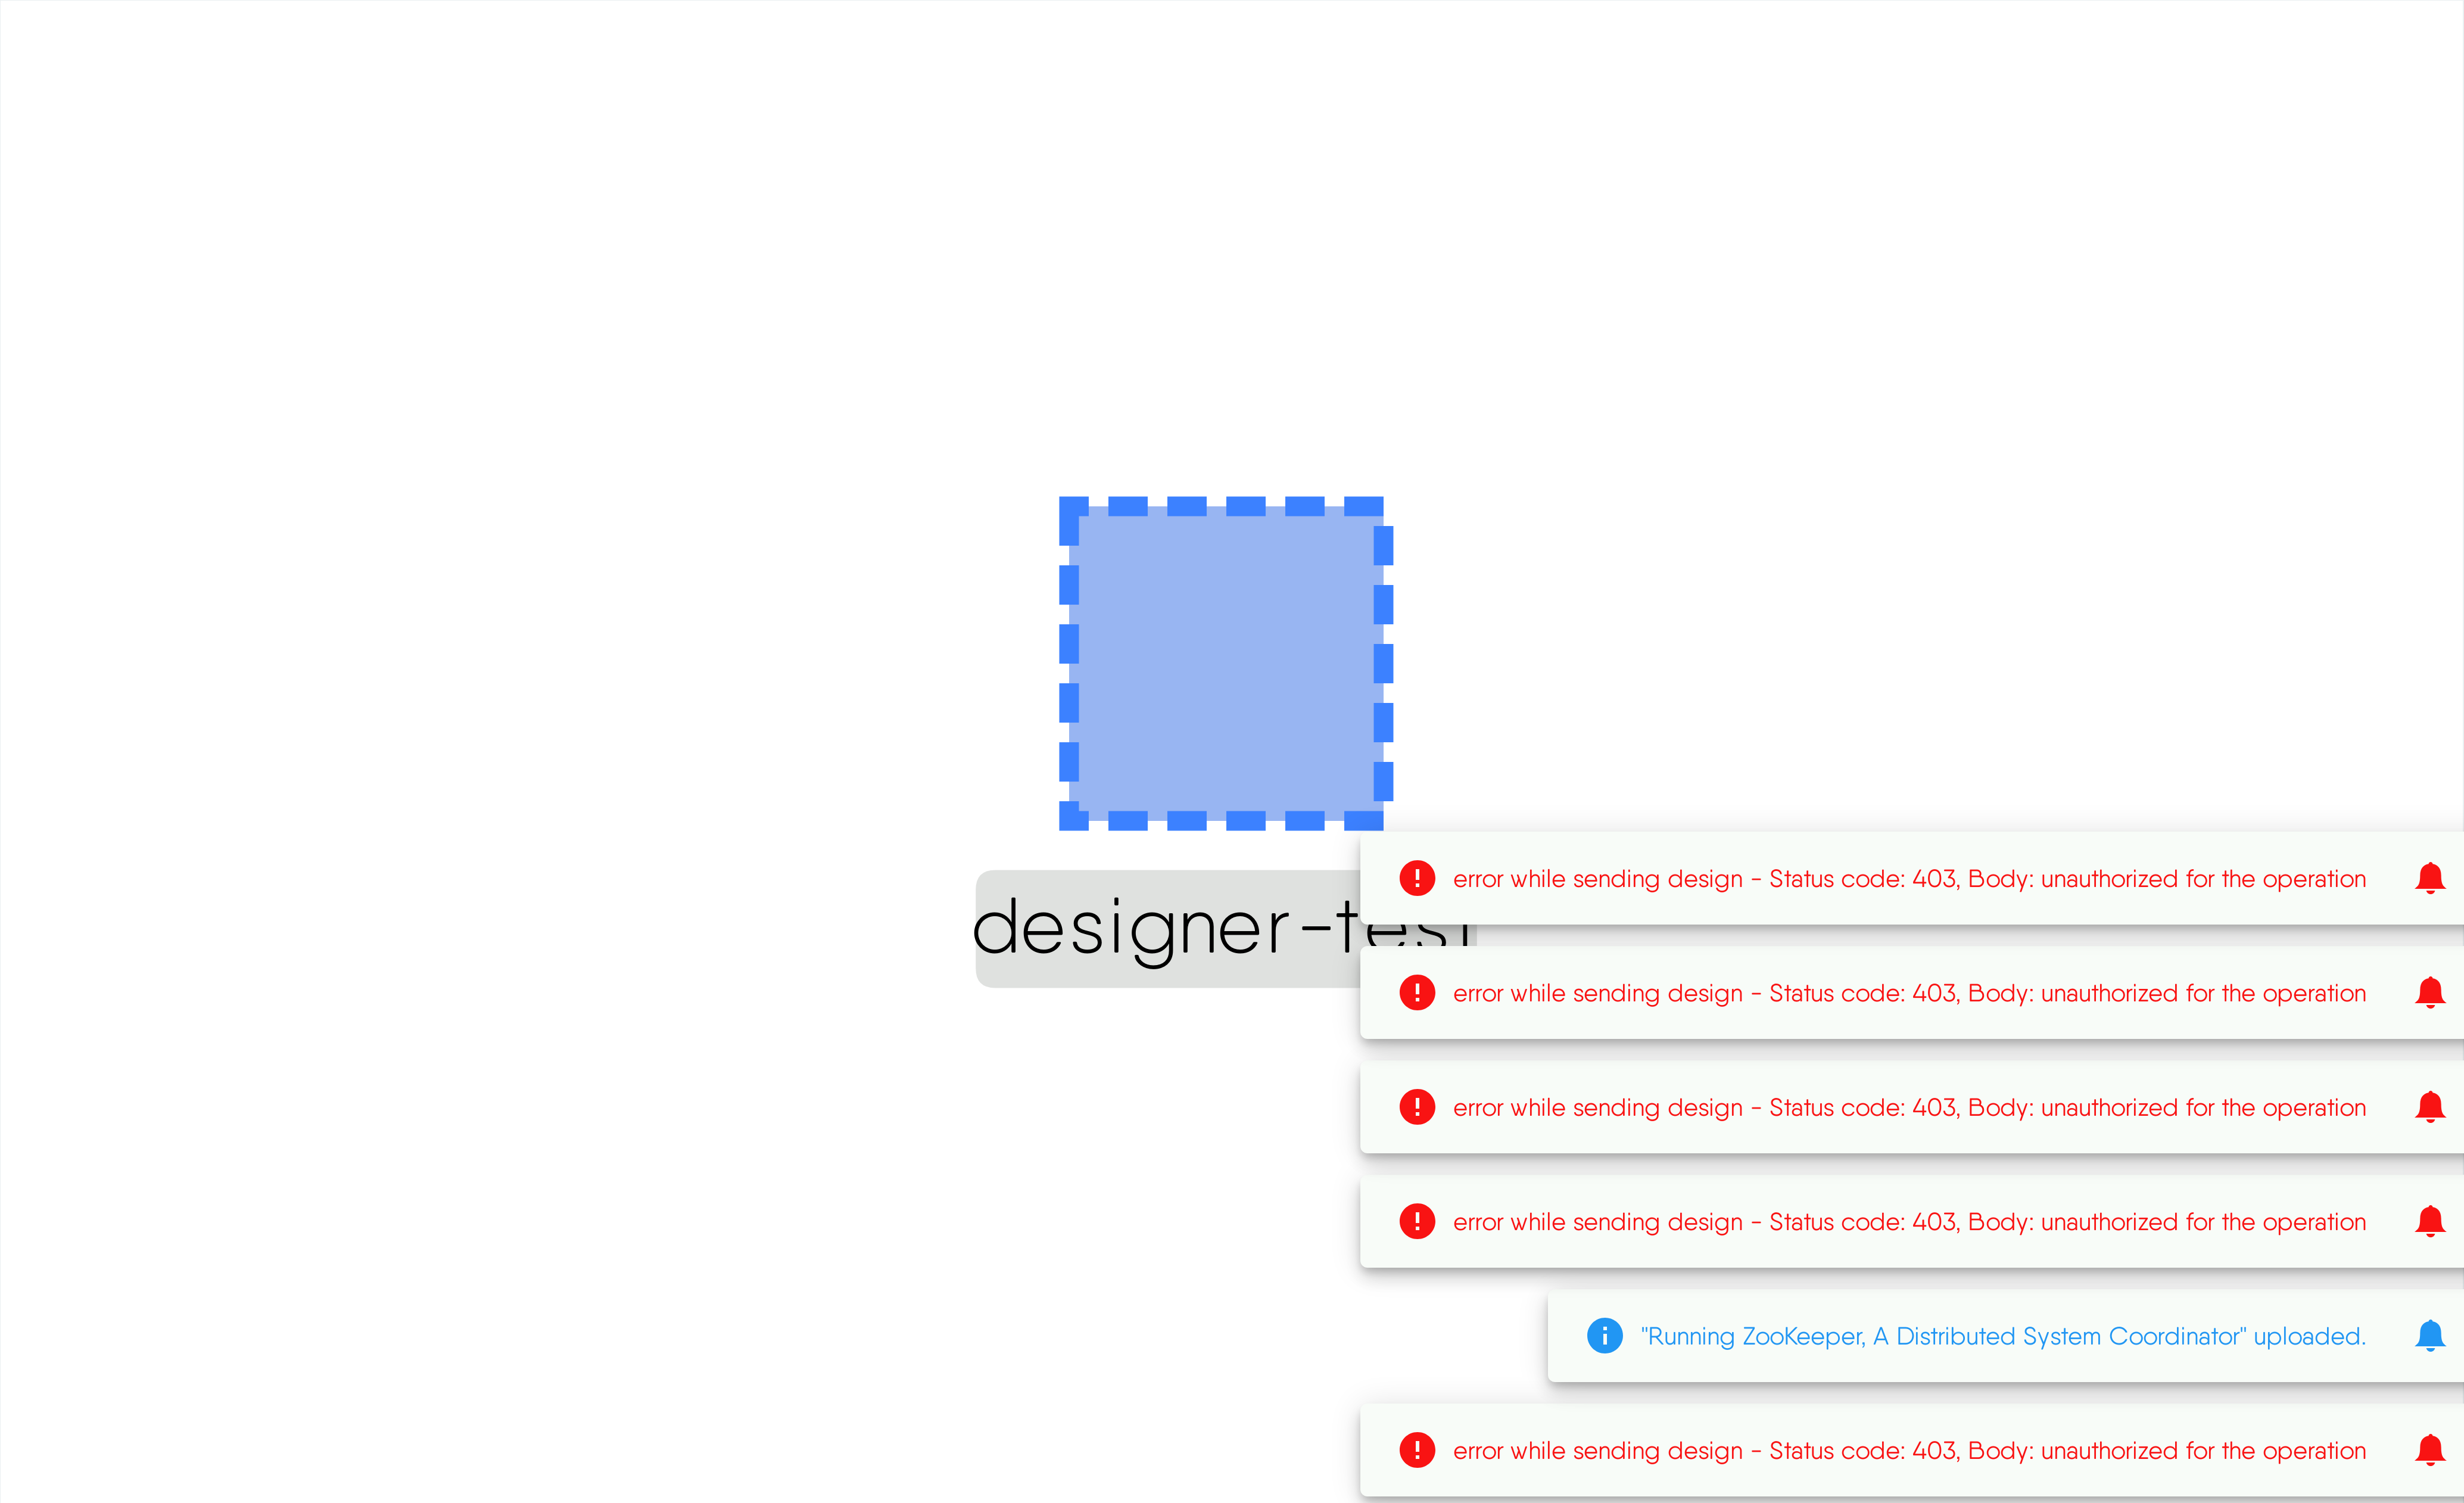 designer-test
error while sending design - Status code: 403, Body: unauthorized for the operation
error while sending design - Status code: 403, Body: unauthorized for the operation
error while sending design - Status code: 403, Body: unauthorized for the operation
error while sending design - Status code: 403, Body: unauthorized for the operation
"Running ZooKeeper, A Distributed System Coordinator" uploaded.
error while sending design - Status code: 403, Body: unauthorized for the operation